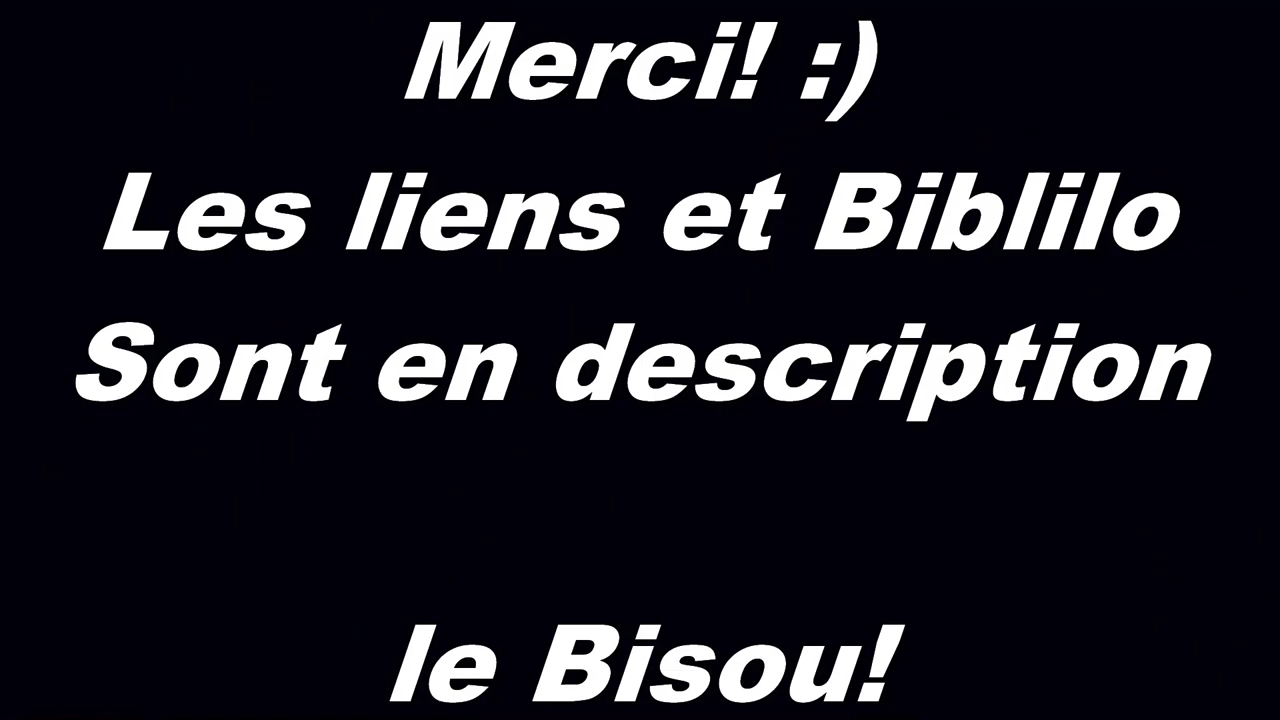 Merci! :)
Les liens et Biblilo
Sont en description
le Bisou!